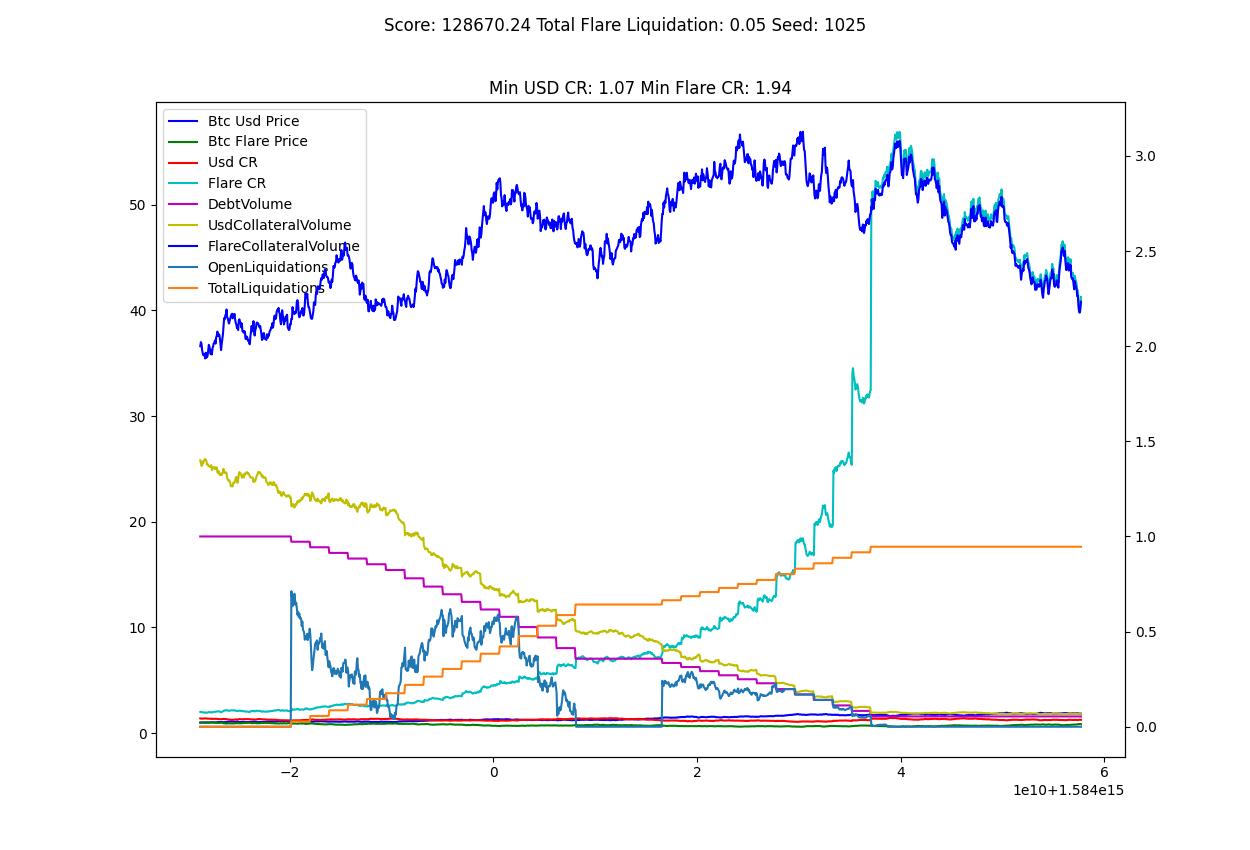 Score: 128670.24 Total Flare Liquidation: 0.05 Seed: 1025
Min USD CR: 1.07 Min Flare CR: 1.94
Btc Usd Price
Btc Flare Price
Usd CR
Flare CR
DebtVolume
UsdCollateralVolume
FlareCollateralVolume
OpenLiquidations
TotalLiquidations
50
40
30
20
10
0
3.0
2.5
2.0
1.5
1.0
0.5
0.0
−2 0 2 4 6
1e10+1.584e15